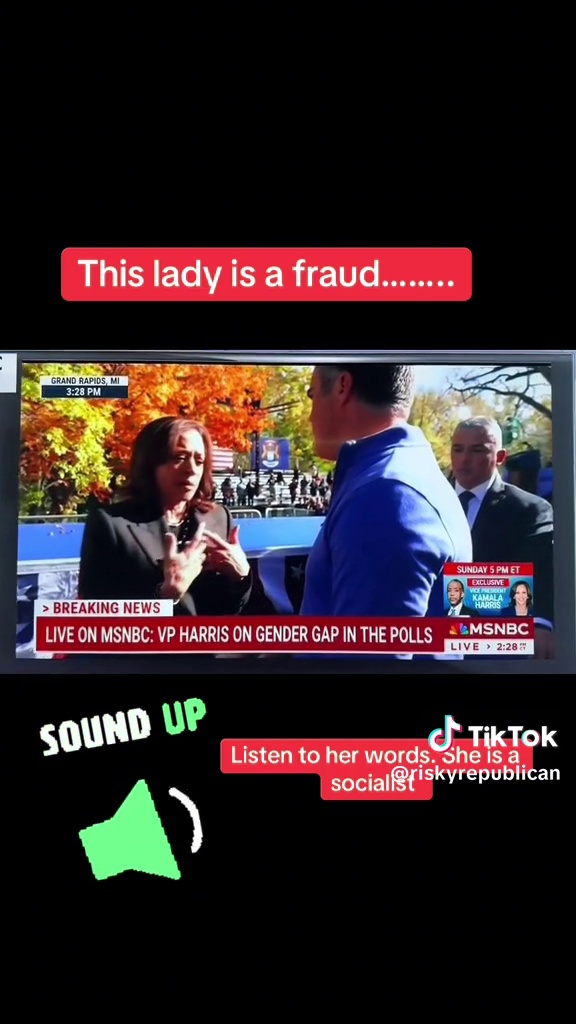 This lady is a fraud........
C
GRAND RAPIDS, MI
3:28 PM
SUNDAY 5 PM ET
EXCLUSIVE
VICE PRESIDENT
KAMALA
HARRIS
> BREAKING NEWS
LIVE ON MSNBC: VP HARRIS ON GENDER GAP IN THE POLLS
MSNBC
LIVE > 2:28 PM CT
SOUND UP
TikTok
Listen to her words. She is a
socialist
@riskyrepublican